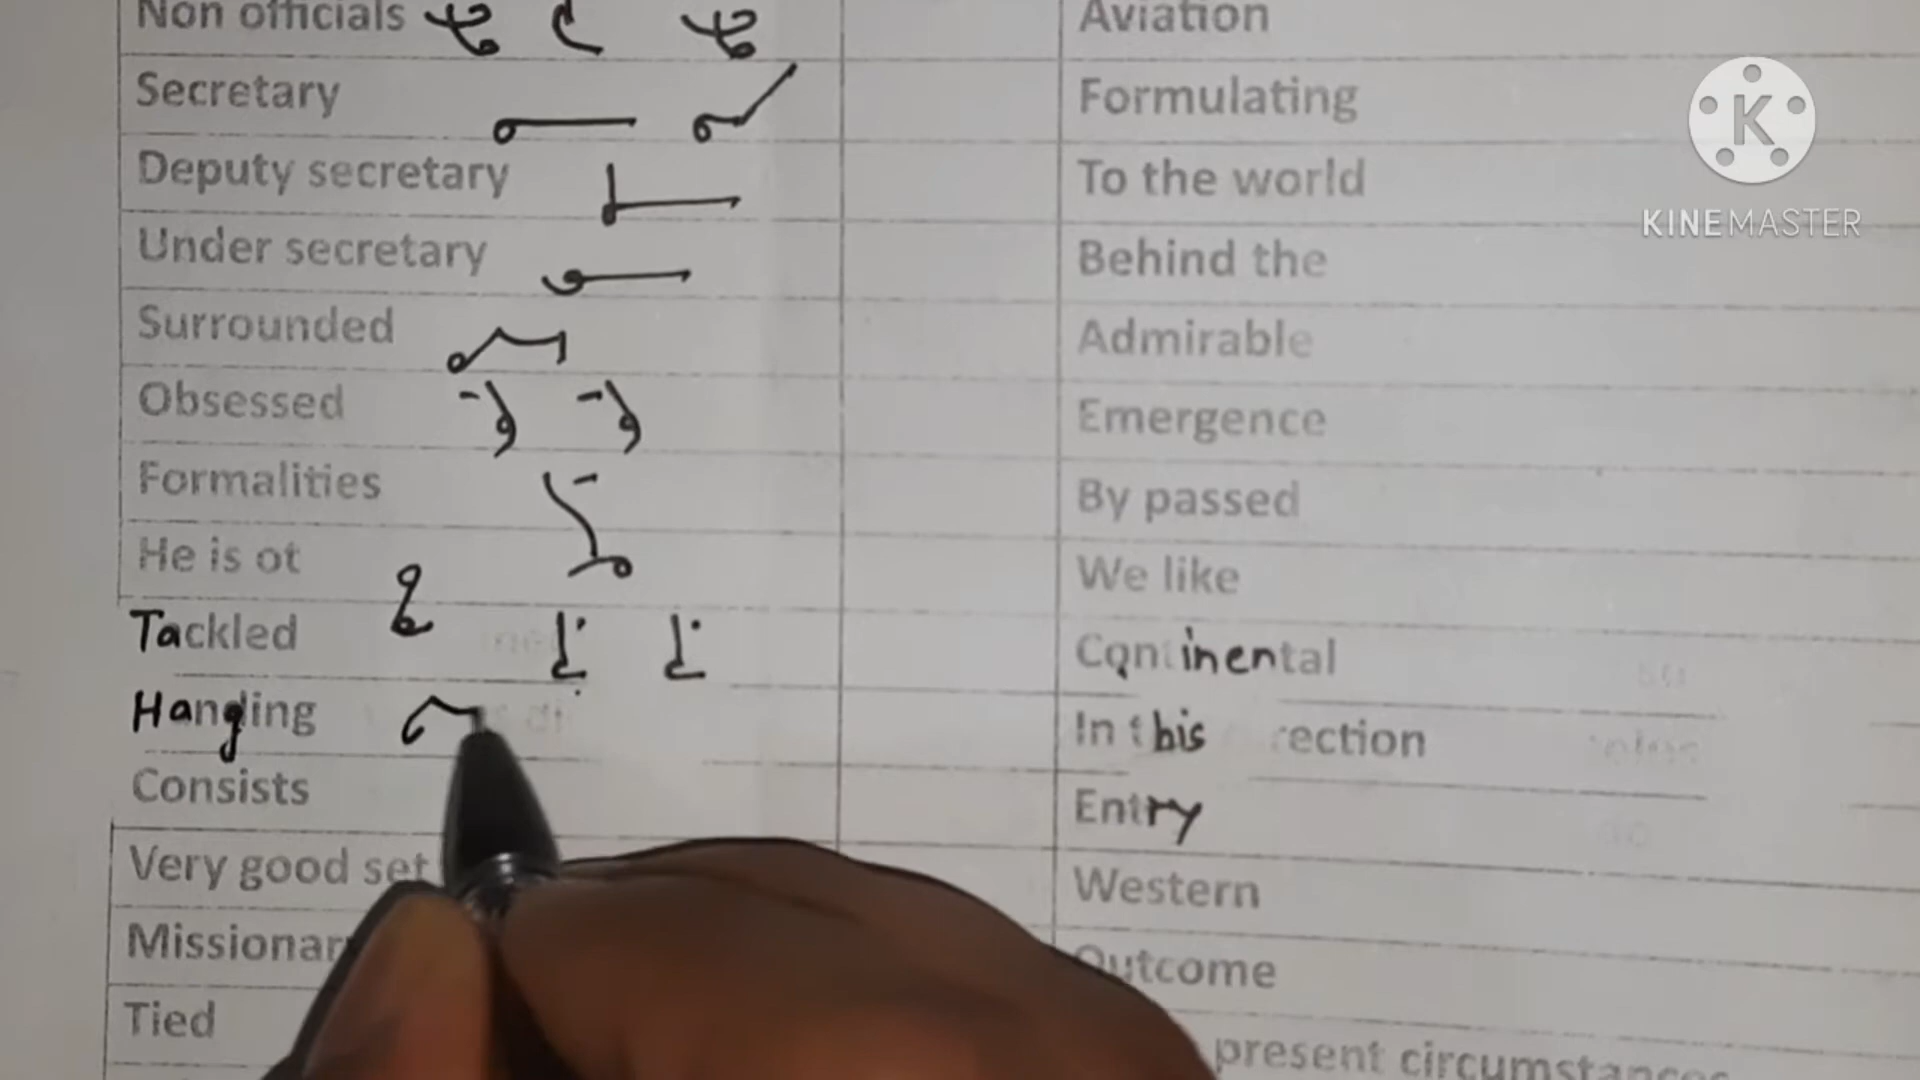 Non officials
Aviation
Secretary
Formulating
K
KINEMASTER
Deputy secretary
To the world
Under secretary
Behind the
Surrounded
Admirable
Obsessed
Emergence
Formalities
By passed
He is ot
We like
Tackled
Continental
Hanging
In this rection
Consists
Entry
Very good set
Western
Missionar
Outcome
Tied
present circumstances